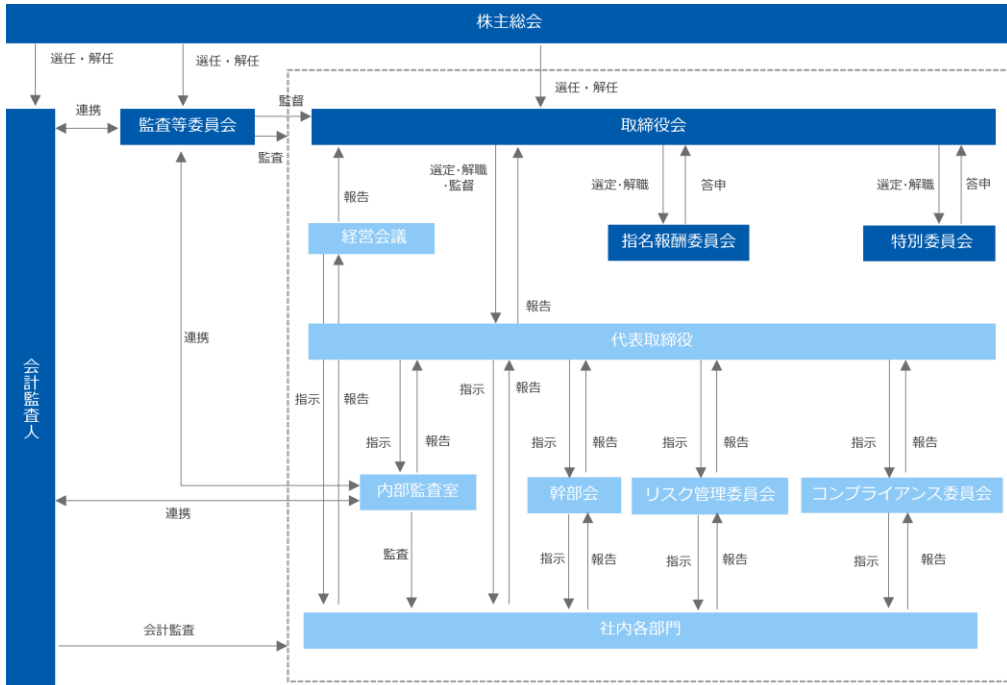 株主総会
選任・解任
選任・解任
選任・解任
連携
監査等委員会
監督
監査
取締役会
報告
選定・解職
・監督
選定・解職
答申
選定・解職
答申
経営会議
指名報酬委員会
特別委員会
報告
連携
代表取締役
会計監査人
指示
報告
指示
報告
指示
報告
指示
報告
指示
報告
指示
報告
内部監査室
幹部会
リスク管理委員会
コンプライアンス委員会
連携
監査
指示
報告
指示
報告
指示
報告
会計監査
社内各部門